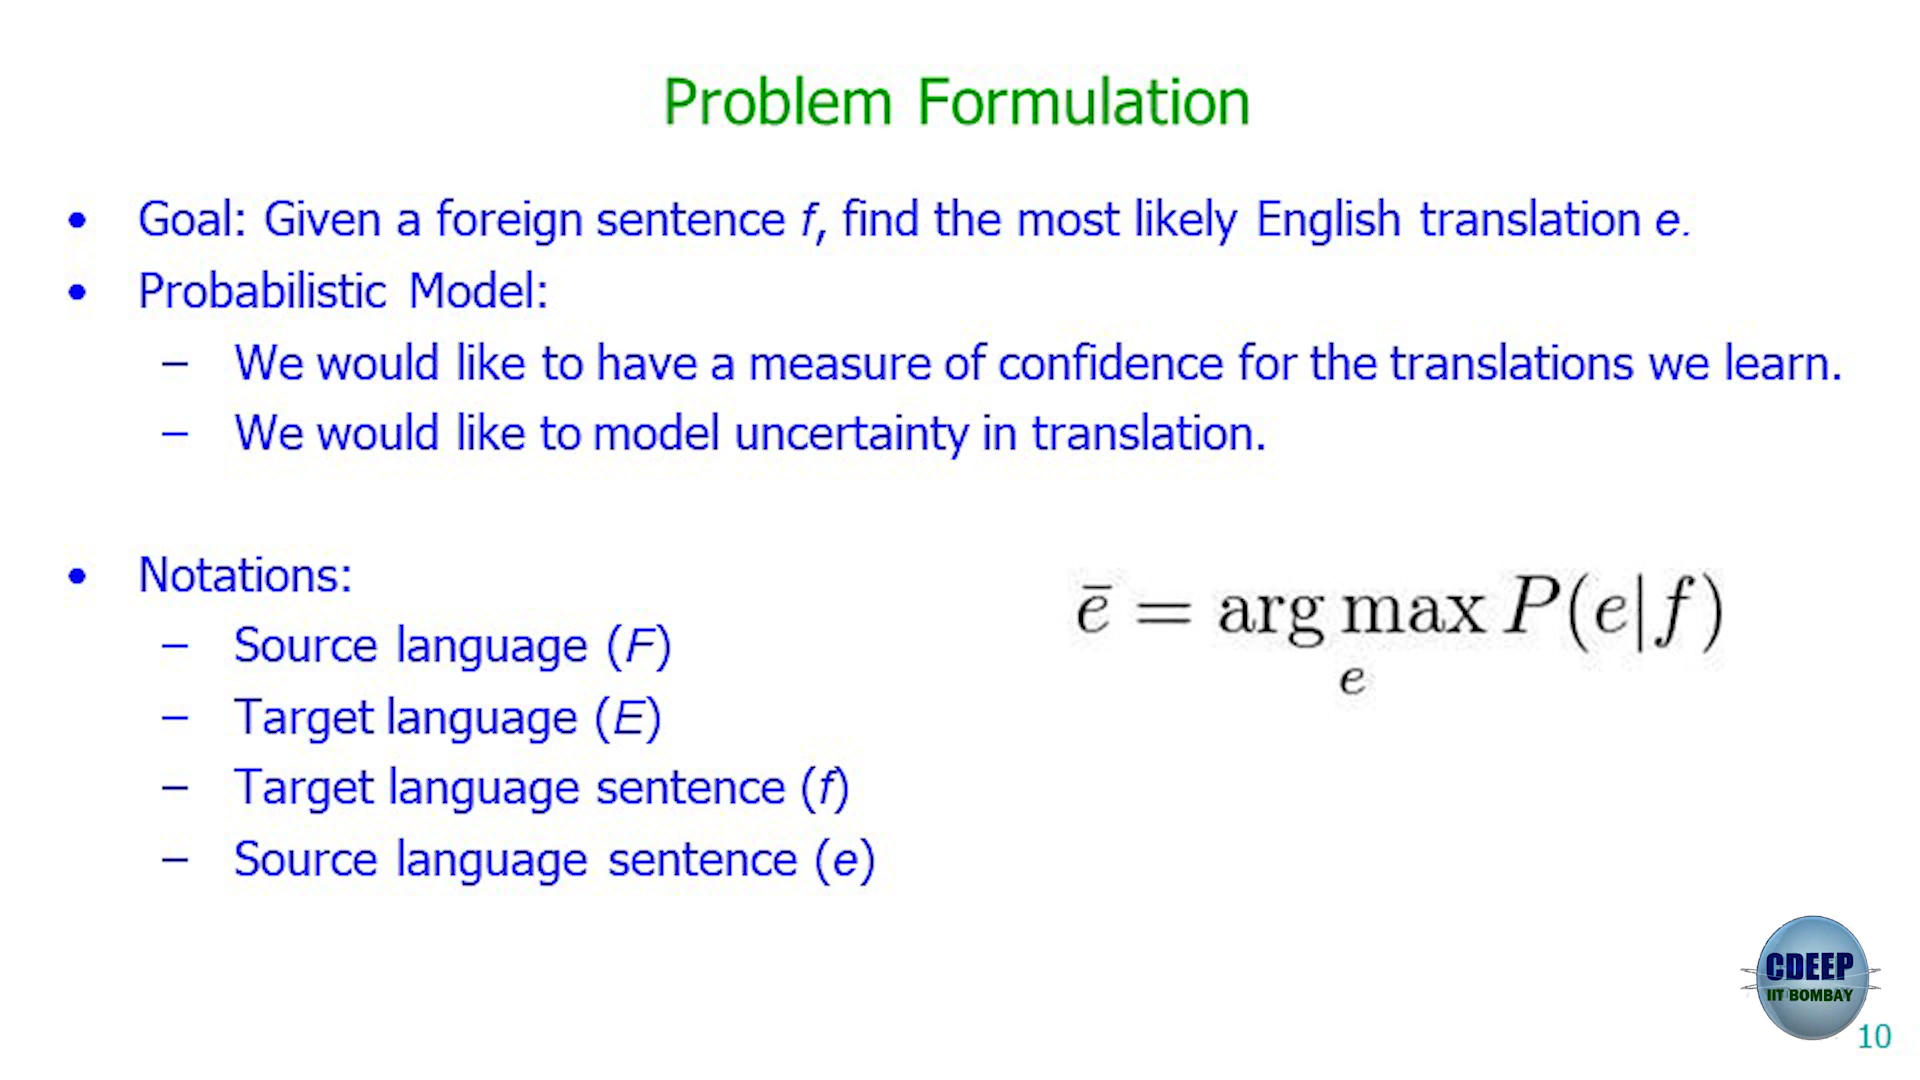 Problem Formulation
• Goal: Given a foreign sentence f, find the most likely English translation e.
• Probabilistic Model:
– We would like to have a measure of confidence for the translations we learn.
– We would like to model uncertainty in translation.
• Notations:
– Source language (F)
– Target language (E)
– Target language sentence (f)
– Source language sentence (e)
ē = arg max P(e|f)
e
CDEEP
IIT BOMBAY
10